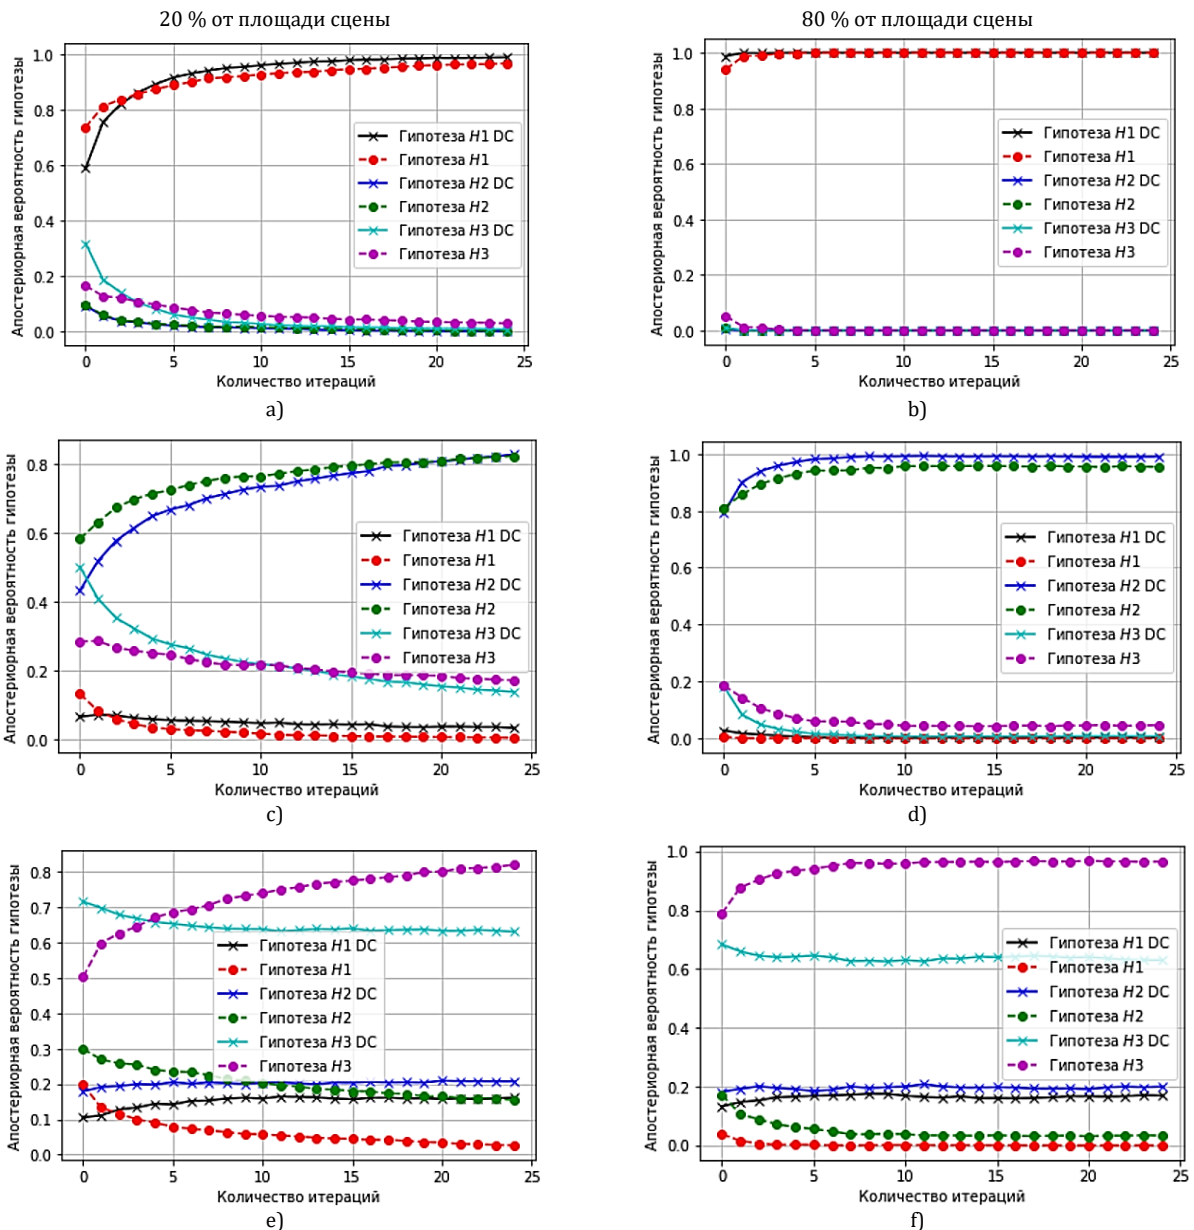 20 % от площади сцены
80 % от площади сцены
Апостериорная вероятность гипотезы
1.0
0.8
0.6
0.4
0.2
0.0
Гипотеза H1 DC
Гипотеза H1
Гипотеза H2 DC
Гипотеза H2
Гипотеза H3 DC
Гипотеза H3
0 5 10 15 20 25
Количество итераций
a)
Апостериорная вероятность гипотезы
1.0
0.8
0.6
0.4
0.2
0.0
Гипотеза H1 DC
Гипотеза H1
Гипотеза H2 DC
Гипотеза H2
Гипотеза H3 DC
Гипотеза H3
0 5 10 15 20 25
Количество итераций
b)
Апостериорная вероятность гипотезы
0.8
0.6
0.4
0.2
0.0
Гипотеза H1 DC
Гипотеза H1
Гипотеза H2 DC
Гипотеза H2
Гипотеза H3 DC
Гипотеза H3
0 5 10 15 20 25
Количество итераций
c)
Апостериорная вероятность гипотезы
1.0
0.8
0.6
0.4
0.2
0.0
Гипотеза H1 DC
Гипотеза H1
Гипотеза H2 DC
Гипотеза H2
Гипотеза H3 DC
Гипотеза H3
0 5 10 15 20 25
Количество итераций
d)
Апостериорная вероятность гипотезы
0.8
0.7
0.6
0.5
0.4
0.3
0.2
0.1
0.0
Гипотеза H1 DC
Гипотеза H1
Гипотеза H2 DC
Гипотеза H2
Гипотеза H3 DC
Гипотеза H3
0 5 10 15 20 25
Количество итераций
e)
Апостериорная вероятность гипотезы
1.0
0.8
0.6
0.4
0.2
0.0
Гипотеза H1 DC
Гипотеза H1
Гипотеза H2 DC
Гипотеза H2
Гипотеза H3 DC
Гипотеза H3
0 5 10 15 20 25
Количество итераций
f)